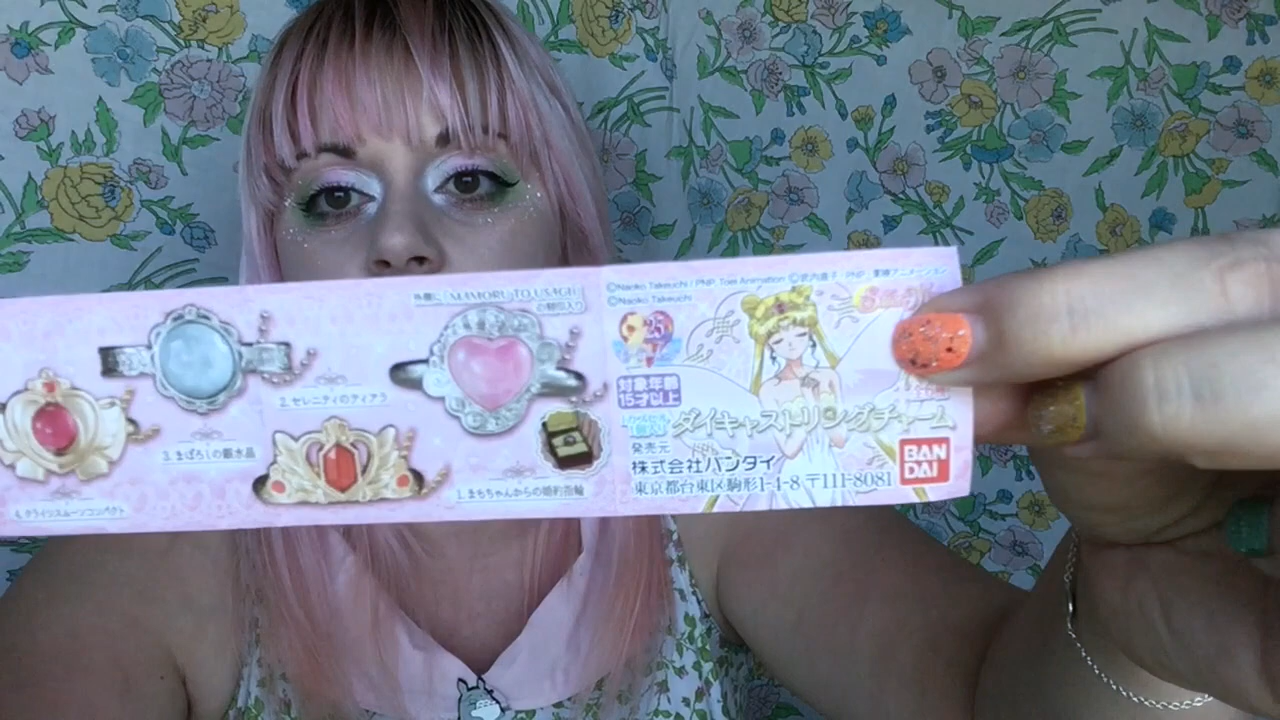 ©Naoko Takeuchi / PNP, Toei Animation ©武内直子・PNP・東映アニメーション
©Naoko Takeuchi
25
対象年齢
15才以上
ダイキャストリングチャーム
発売元
株式会社バンダイ
東京都台東区駒形1-4-8 〒111-8081
BAN
DAI
「MAMORU TO USAGI」
の刻印入り
1. まもちゃんからの婚約指輪
2. セレニティのティアラ
3. まぼろしの銀水晶
4. クライシスムーンコンパクト